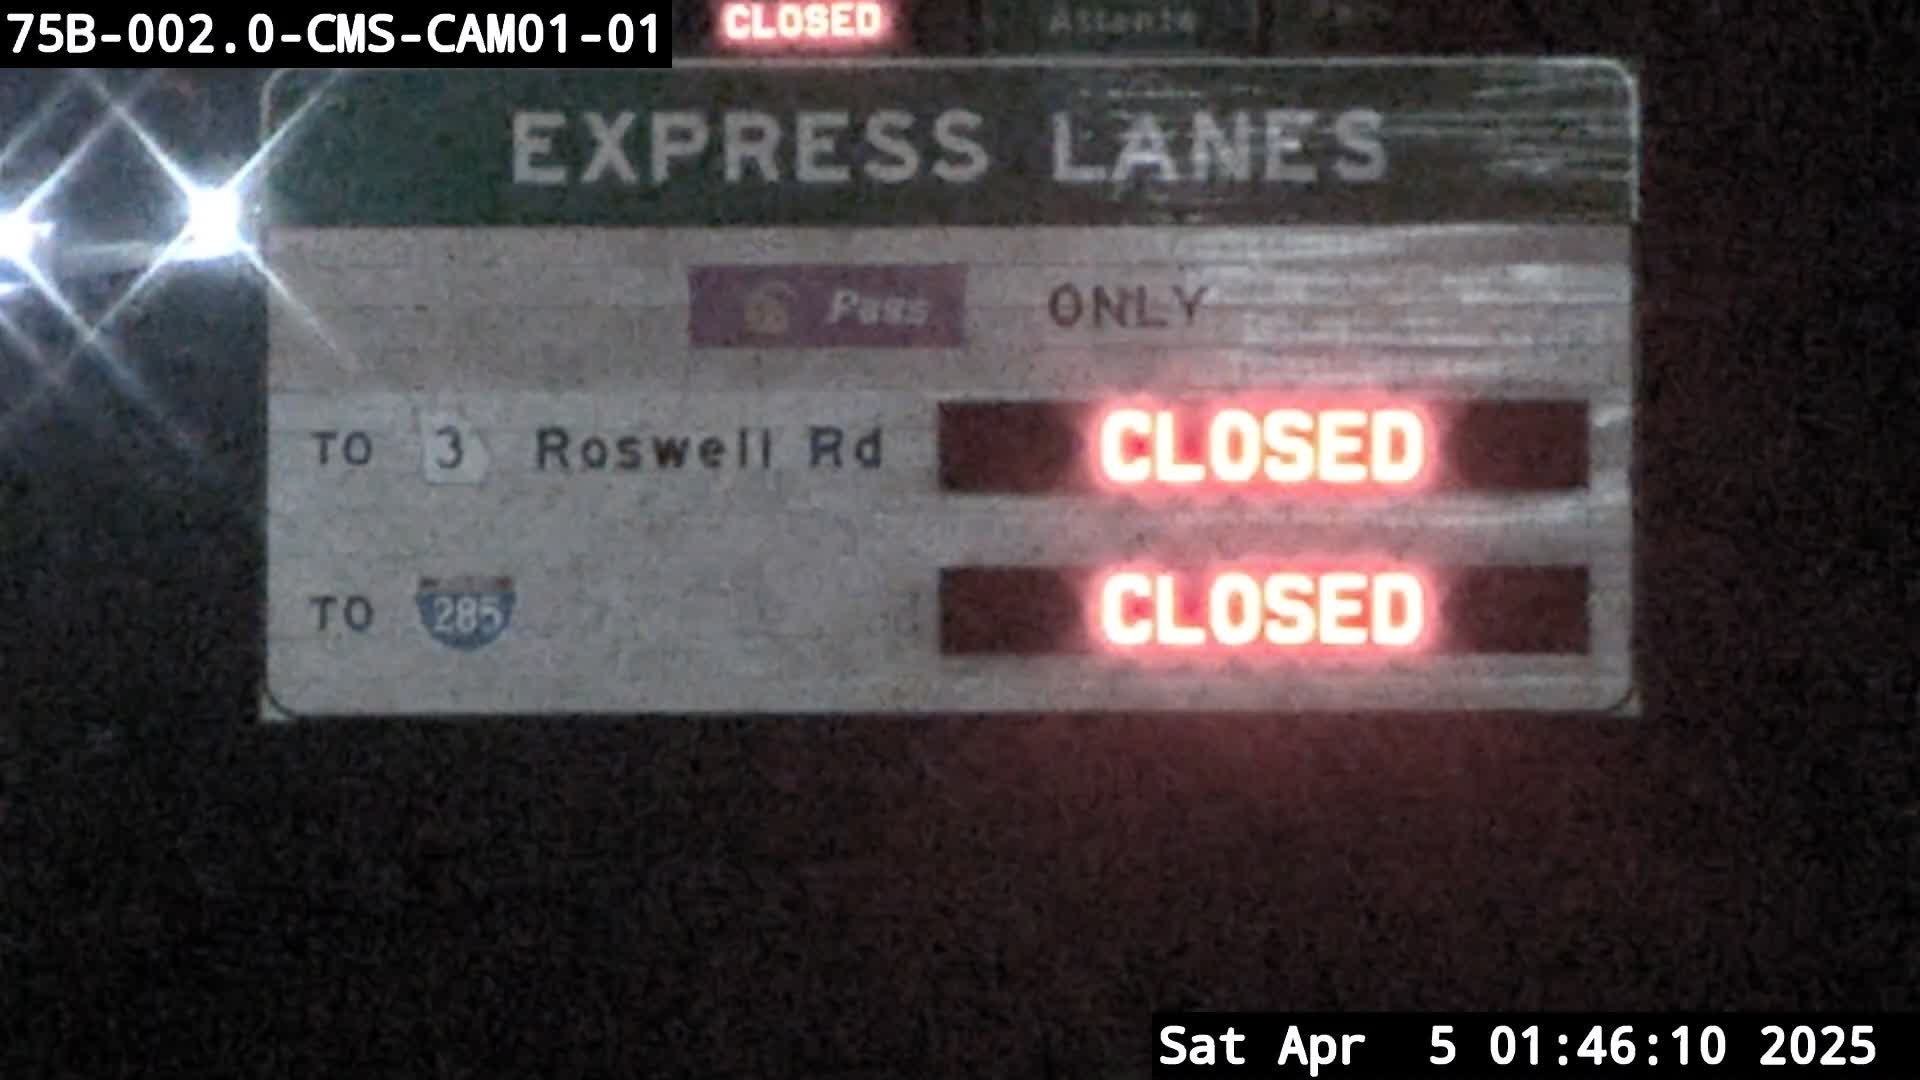 75B-002.0-CMS-CAM01-01
CLOSED
Atlanta
EXPRESS LANES
Pass ONLY
TO 3 Roswell Rd CLOSED
TO 285 CLOSED
Sat Apr 5 01:46:10 2025